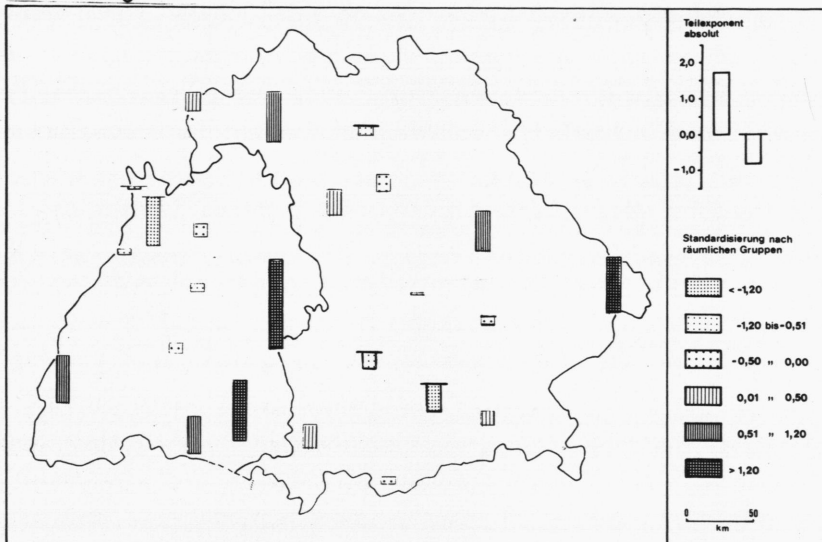 Teilexponent
absolut
2,0
1,0
0,0
-1,0
Standardisierung nach
räumlichen Gruppen
< -1,20
-1,20 bis -0,51
-0,50 " 0,00
0,01 " 0,50
0,51 " 1,20
> 1,20
0 50
km